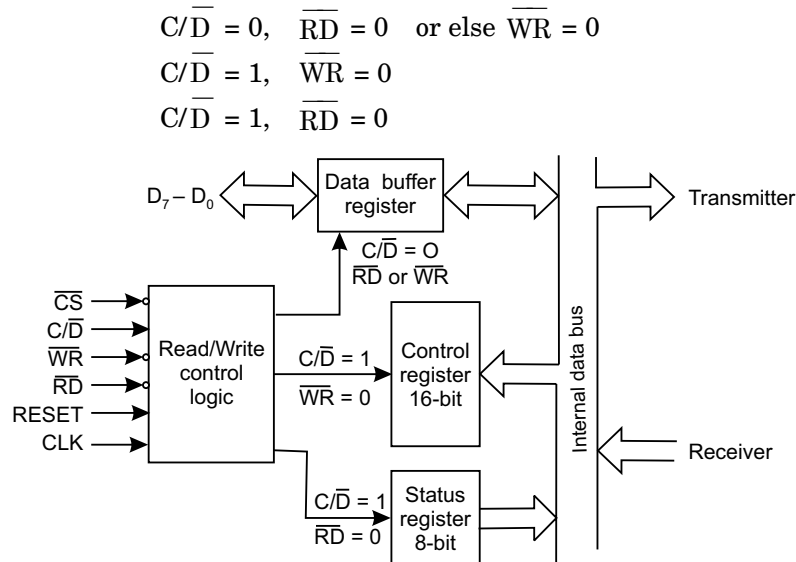 C/D̅ = 0, R̅D̅ = 0 or else W̅R̅ = 0
C/D̅ = 1, W̅R̅ = 0
C/D̅ = 1, R̅D̅ = 0
D₇ – D₀
Data buffer
register
Transmitter
C/D̅ = O
R̅D̅ or W̅R̅
C̅S̅
C/D̅
W̅R̅
R̅D̅
RESET
CLK
Read/Write
control
logic
C/D̅ = 1
W̅R̅ = 0
Control
register
16-bit
Internal data bus
Receiver
C/D̅ = 1
R̅D̅ = 0
Status
register
8-bit